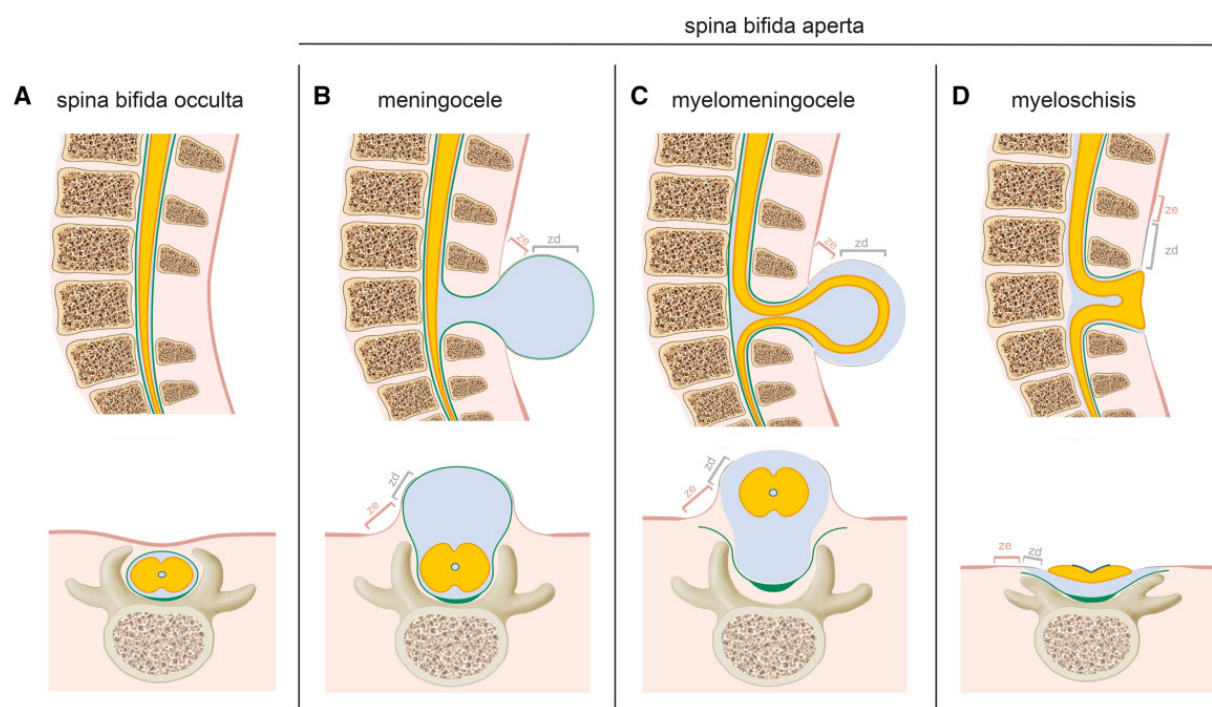 spina bifida aperta
A spina bifida occulta
B meningocele
C myelomeningocele
D myeloschisis
ze zd
ze zd
ze
zd
zd
ze
zd
ze
ze zd